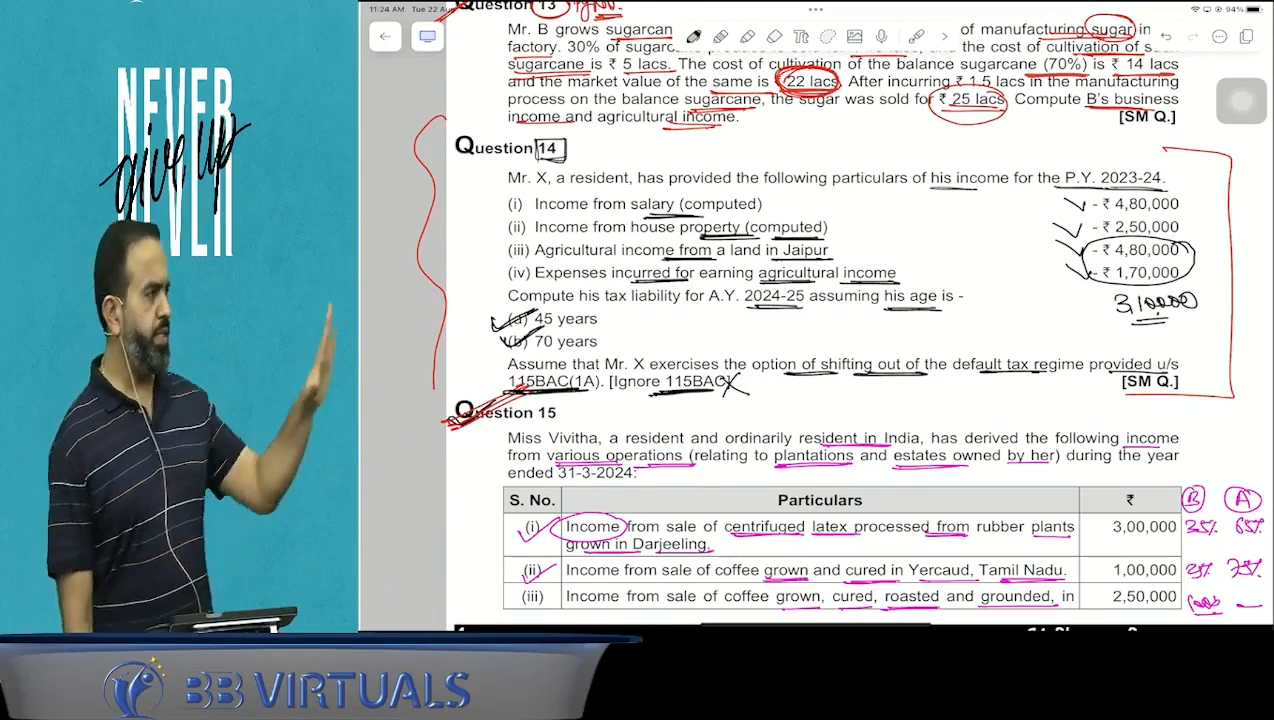 11:24 AM Tue 22 Aug
94%
NEVER
give up
NEVER
Question 13
Mr. B grows sugarcan of manufacturing sugar in
factory. 30% of sugarc
the cost of cultivation of
sugarcane is ₹ 5 lacs. The cost of cultivation of the balance sugarcane (70%) is ₹ 14 lacs
and the market value of the same is ₹ 22 lacs. After incurring ₹ 1.5 lacs in the manufacturing
process on the balance sugarcane, the sugar was sold for ₹ 25 lacs. Compute B's business
income and agricultural income. [SM Q.]
Question 14
Mr. X, a resident, has provided the following particulars of his income for the P.Y. 2023-24.
(i) Income from salary (computed) - ₹ 4,80,000
(ii) Income from house property (computed) - ₹ 2,50,000
(iii) Agricultural income from a land in Jaipur - ₹ 4,80,000
(iv) Expenses incurred for earning agricultural income - ₹ 1,70,000
3,10,000
Compute his tax liability for A.Y. 2024-25 assuming his age is -
(a) 45 years
(b) 70 years
Assume that Mr. X exercises the option of shifting out of the default tax regime provided u/s
115BAC(1A). [Ignore 115BAC] [SM Q.]
Question 15
Miss Vivitha, a resident and ordinarily resident in India, has derived the following income
from various operations (relating to plantations and estates owned by her) during the year
ended 31-3-2024:
S. No. Particulars ₹ B A
(i) Income from sale of centrifuged latex processed from rubber plants 3,00,000 35% 65%
grown in Darjeeling.
(ii) Income from sale of coffee grown and cured in Yercaud, Tamil Nadu. 1,00,000 25% 75%
(iii) Income from sale of coffee grown, cured, roasted and grounded, in 2,50,000
BB VIRTUALS